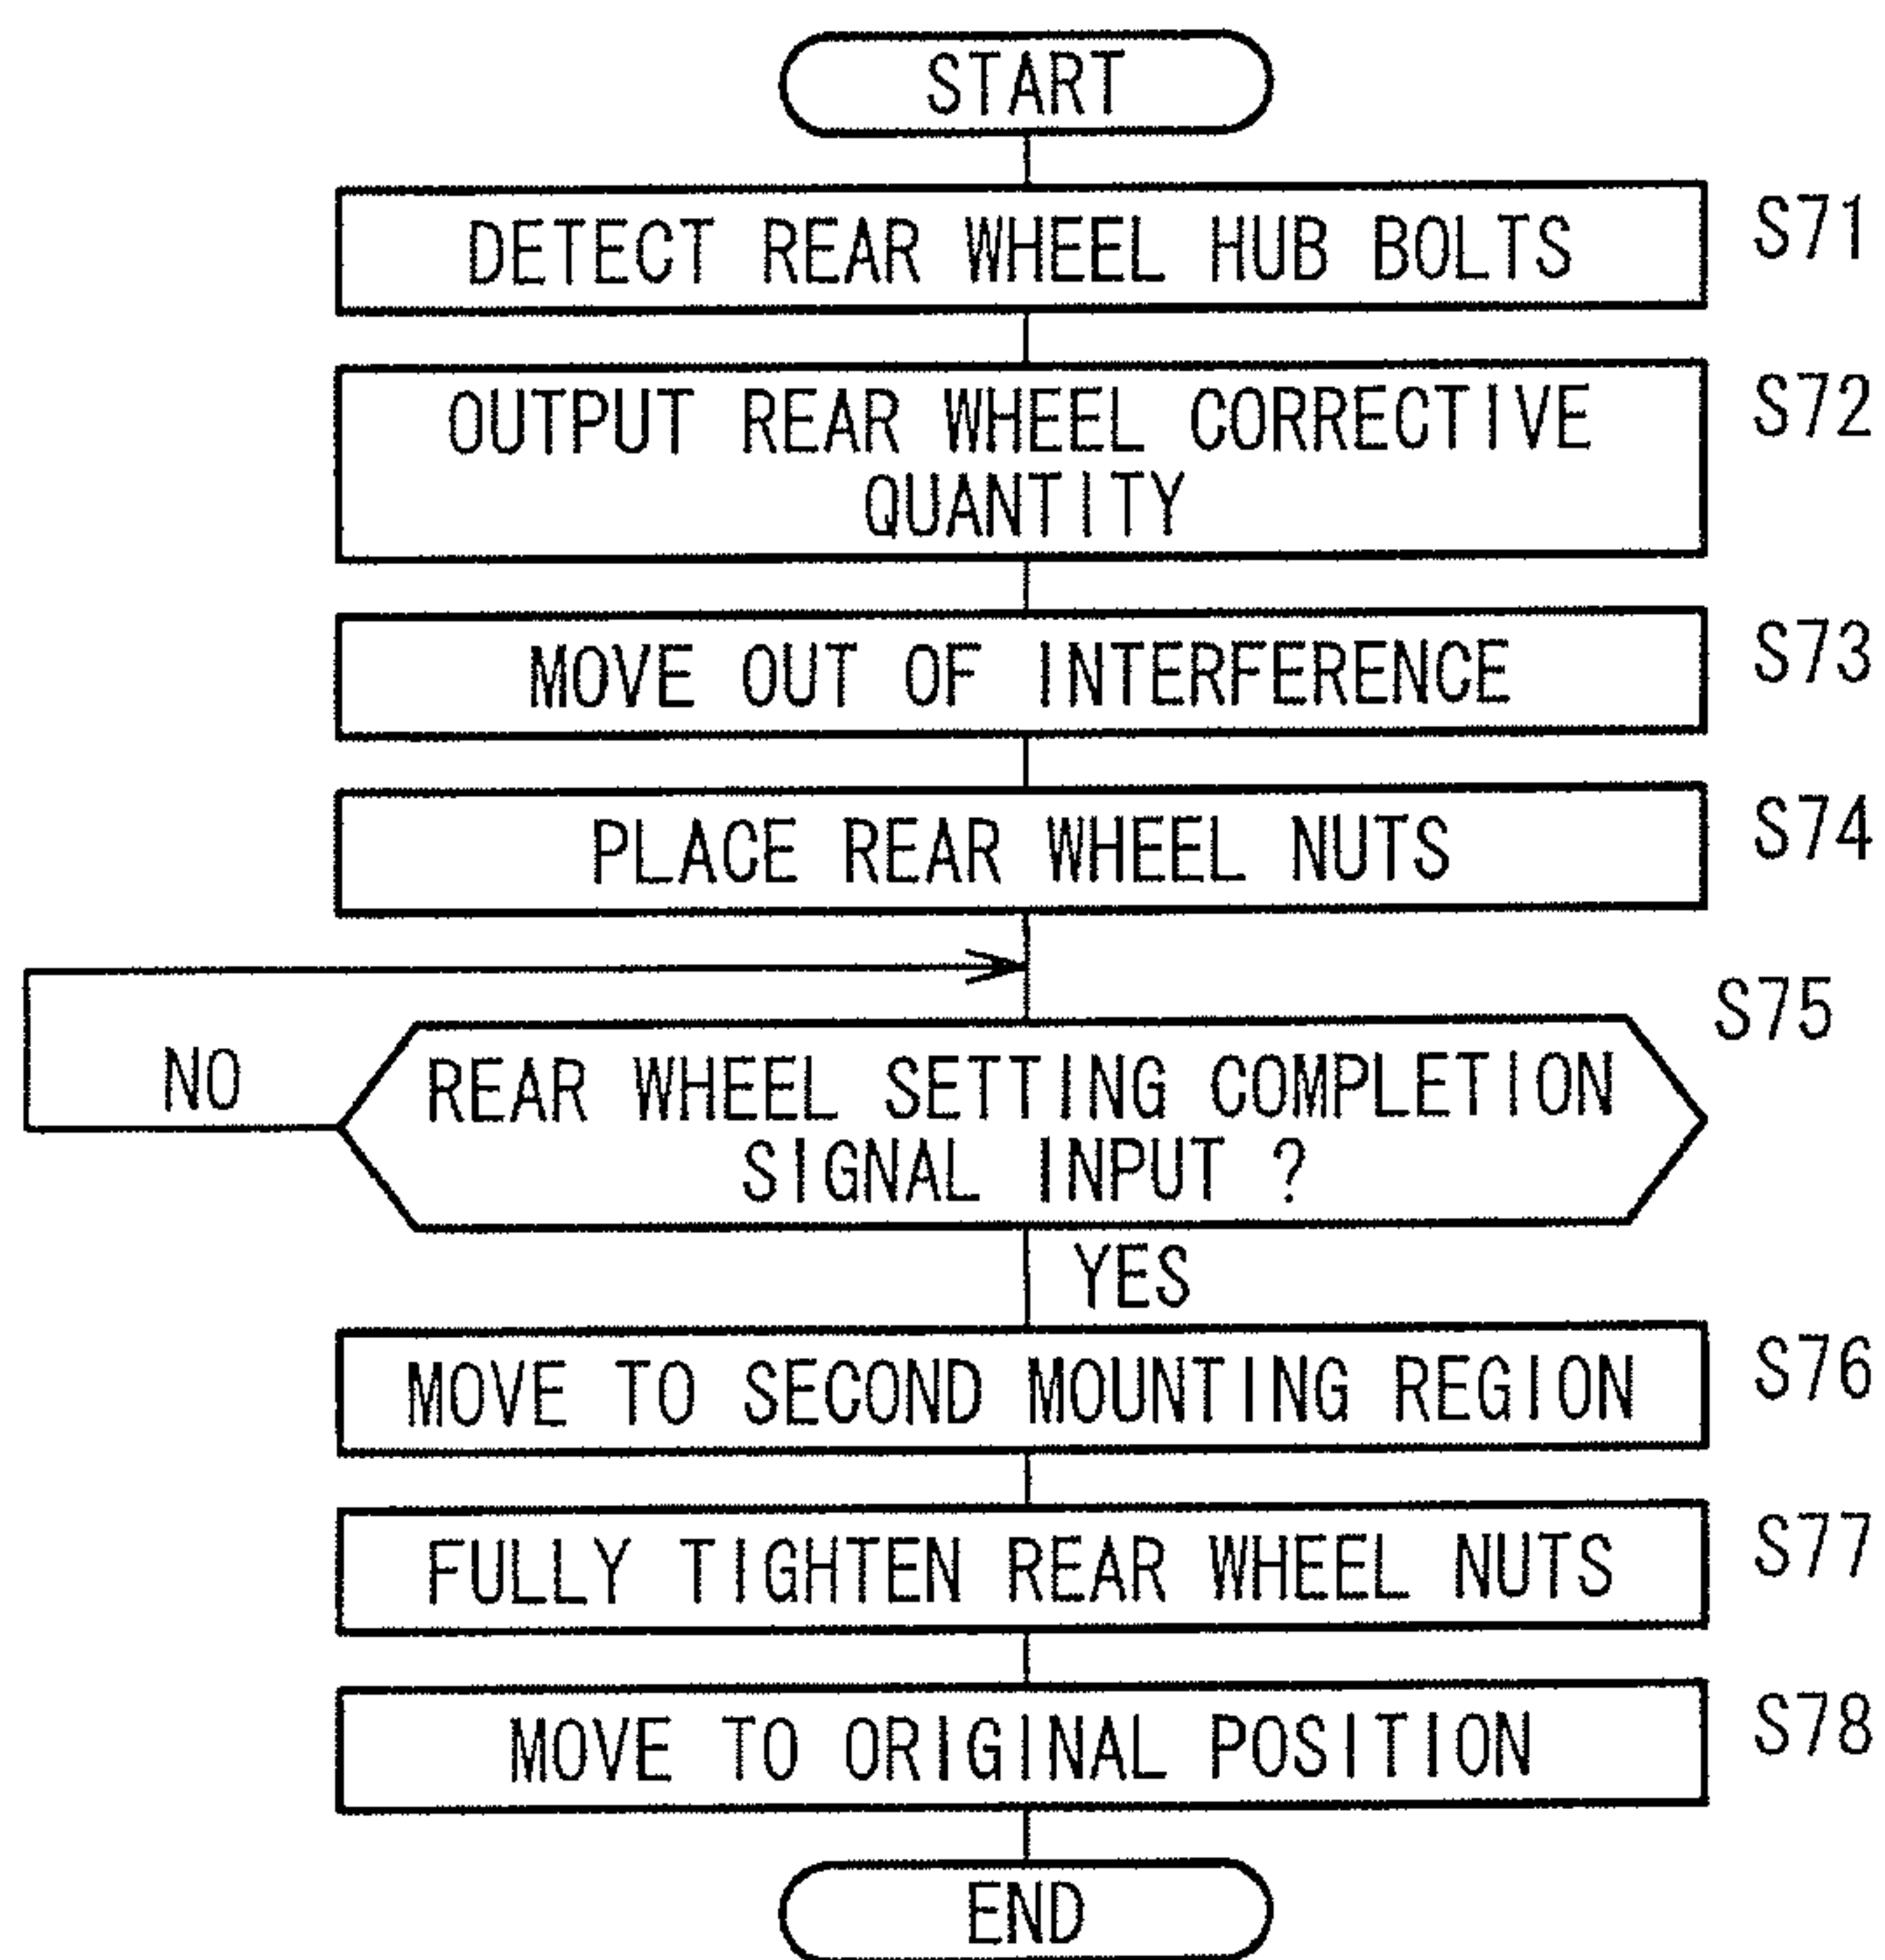 START
DETECT REAR WHEEL HUB BOLTS
S71
OUTPUT REAR WHEEL CORRECTIVE
QUANTITY
S72
MOVE OUT OF INTERFERENCE
S73
PLACE REAR WHEEL NUTS
S74
S75
NO
REAR WHEEL SETTING COMPLETION
SIGNAL INPUT ?
YES
MOVE TO SECOND MOUNTING REGION
S76
FULLY TIGHTEN REAR WHEEL NUTS
S77
MOVE TO ORIGINAL POSITION
S78
END